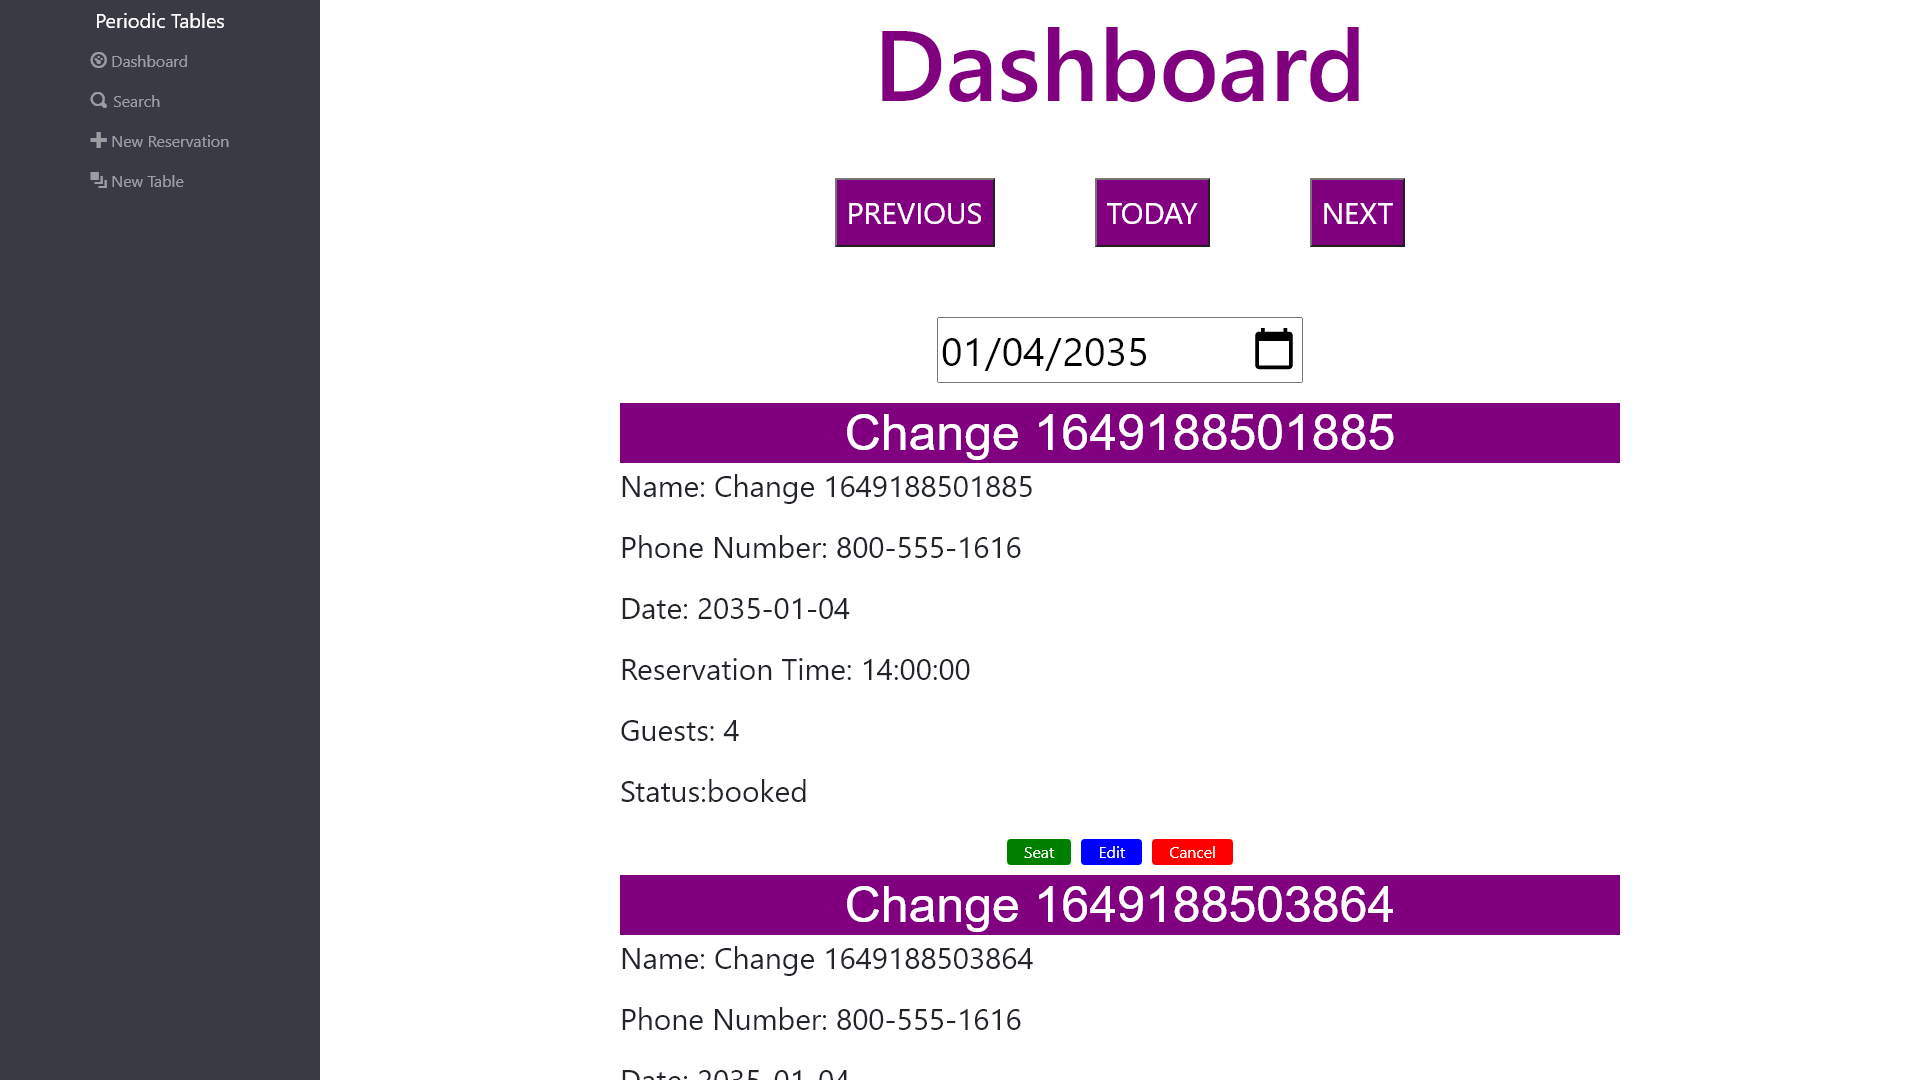 Periodic Tables
Dashboard
Search
New Reservation
New Table
Dashboard
PREVIOUS TODAY NEXT
01/04/2035
Change 1649188501885
Name: Change 1649188501885
Phone Number: 800-555-1616
Date: 2035-01-04
Reservation Time: 14:00:00
Guests: 4
Status:booked
Seat Edit Cancel
Change 1649188503864
Name: Change 1649188503864
Phone Number: 800-555-1616
Date: 2035-01-04